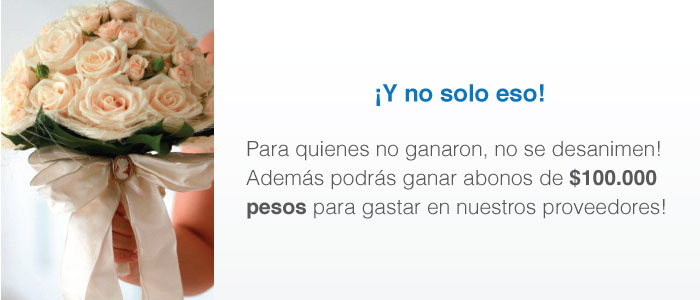 ¡Y no solo eso!
Para quienes no ganaron, no se desanimen!
Además podrás ganar abonos de $100.000
pesos para gastar en nuestros proveedores!